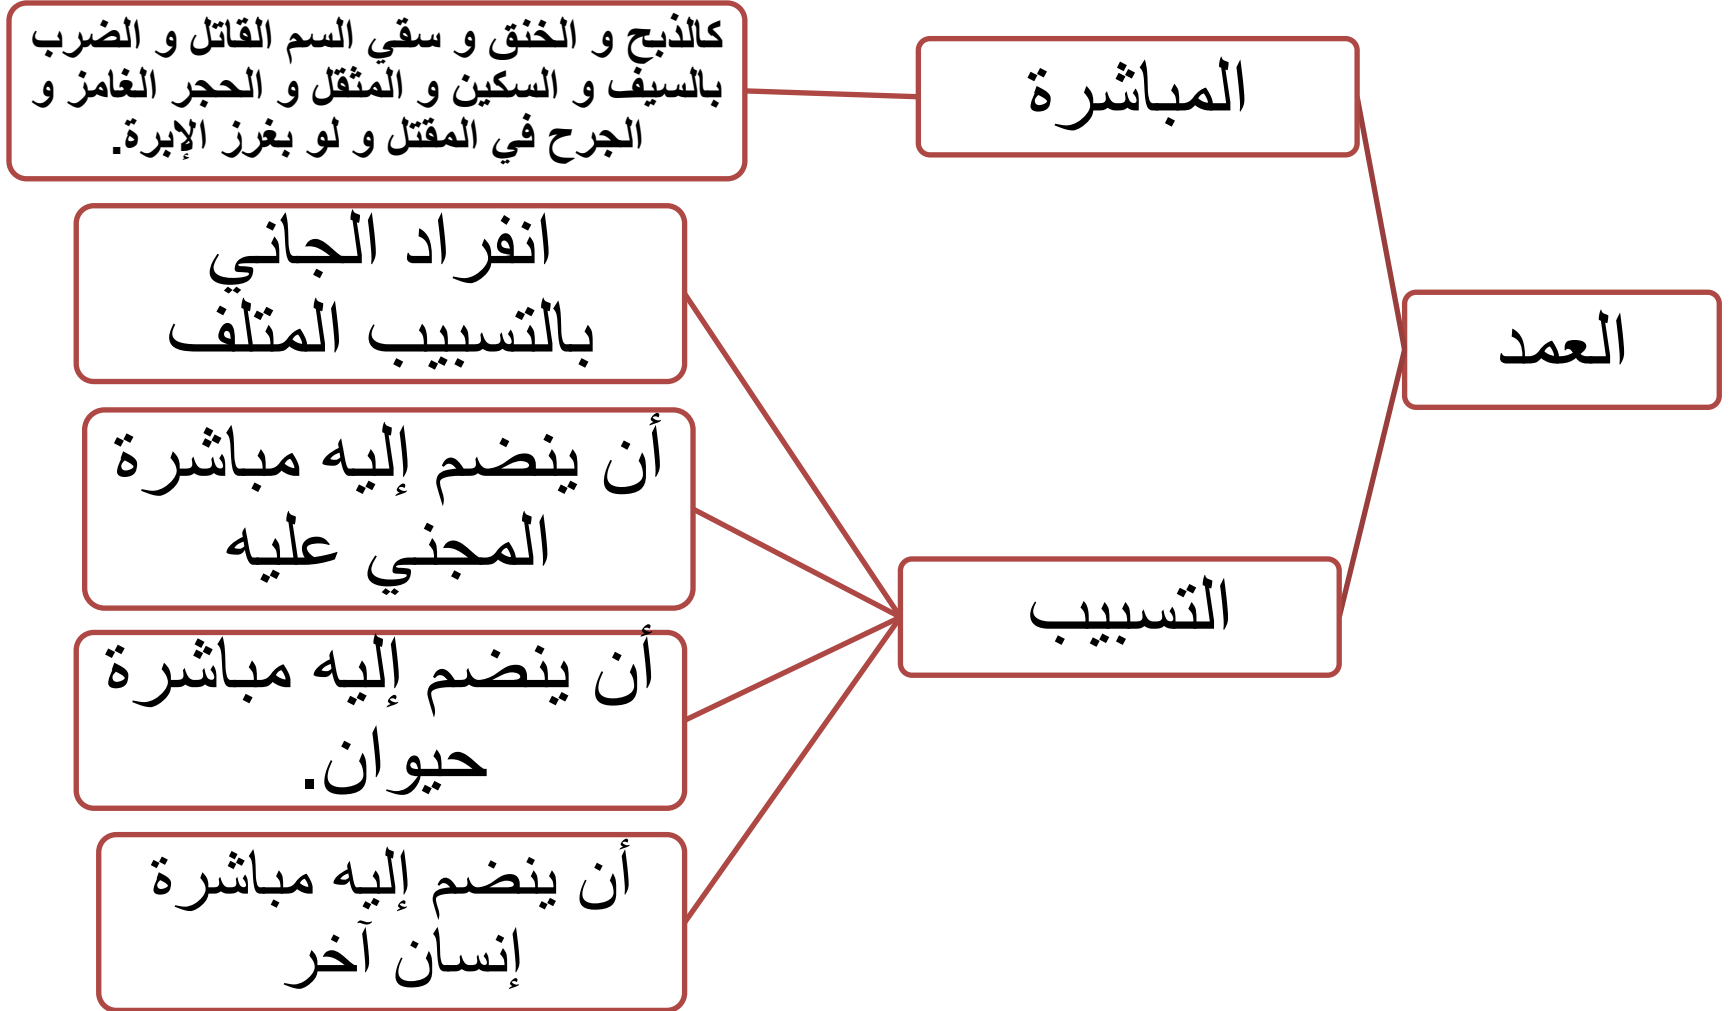 العمد
المباشرة
كالذبح و الخنق و سقي السم القاتل و الضرب
بالسيف و السكين و المثقل و الحجر الغامز و
الجرح في المقتل و لو بغرز الإبرة.
التسبيب
انفراد الجاني
بالتسبيب المتلف
أن ينضم إليه مباشرة
المجني عليه
أن ينضم إليه مباشرة
حيوان.
أن ينضم إليه مباشرة
إنسان آخر